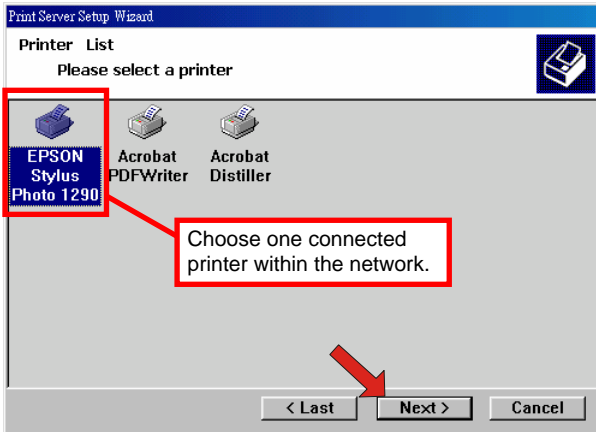 Print Server Setup Wizard
Printer List
Please select a printer
EPSON
Stylus
Photo 1290
Acrobat
PDFWriter
Acrobat
Distiller
Choose one connected
printer within the network.
< Last
Next >
Cancel